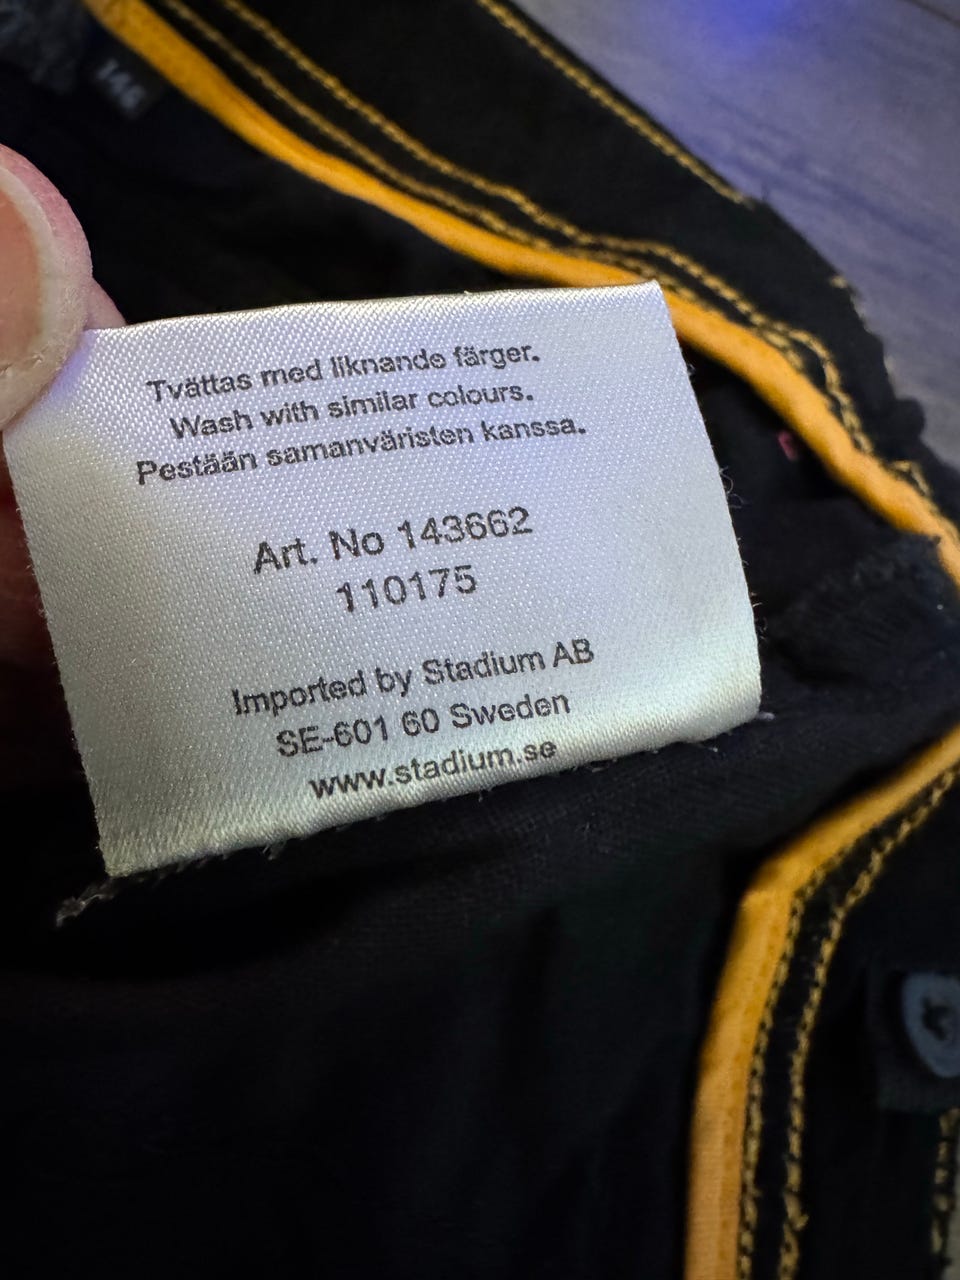 146
Tvättas med liknande färger.
Wash with similar colours.
Pestään samanväristen kanssa.
Art. No 143662
110175
Imported by Stadium AB
SE-601 60 Sweden
www.stadium.se